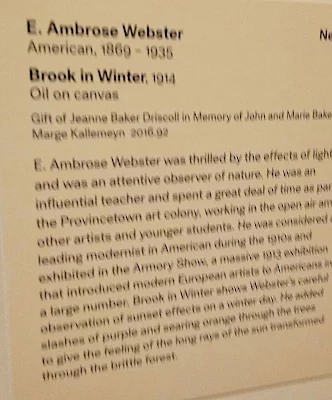 E. Ambrose Webster
American, 1869 - 1935
Brook in Winter, 1914
Oil on canvas
Gift of Jeanne Baker Driscoll in Memory of John and Marie Bake
Marge Kallemeyn 2016.92
E. Ambrose Webster was thrilled by the effects of light
and was an attentive observer of nature. He was an
influential teacher and spent a great deal of time as par
the Provincetown art colony, working in the open air am
other artists and younger students. He was considered
leading modernist in American during the 1910s and
exhibited in the Armory Show, a massive 1913 exhibition
that introduced modern European artists to Americans in
a large number. Brook in Winter shows Webster's careful
observation of sunset effects on a winter day. He added
slashes of purple and searing orange through the trees
to give the feeling of the long rays of the sun transformed
through the brittle forest.